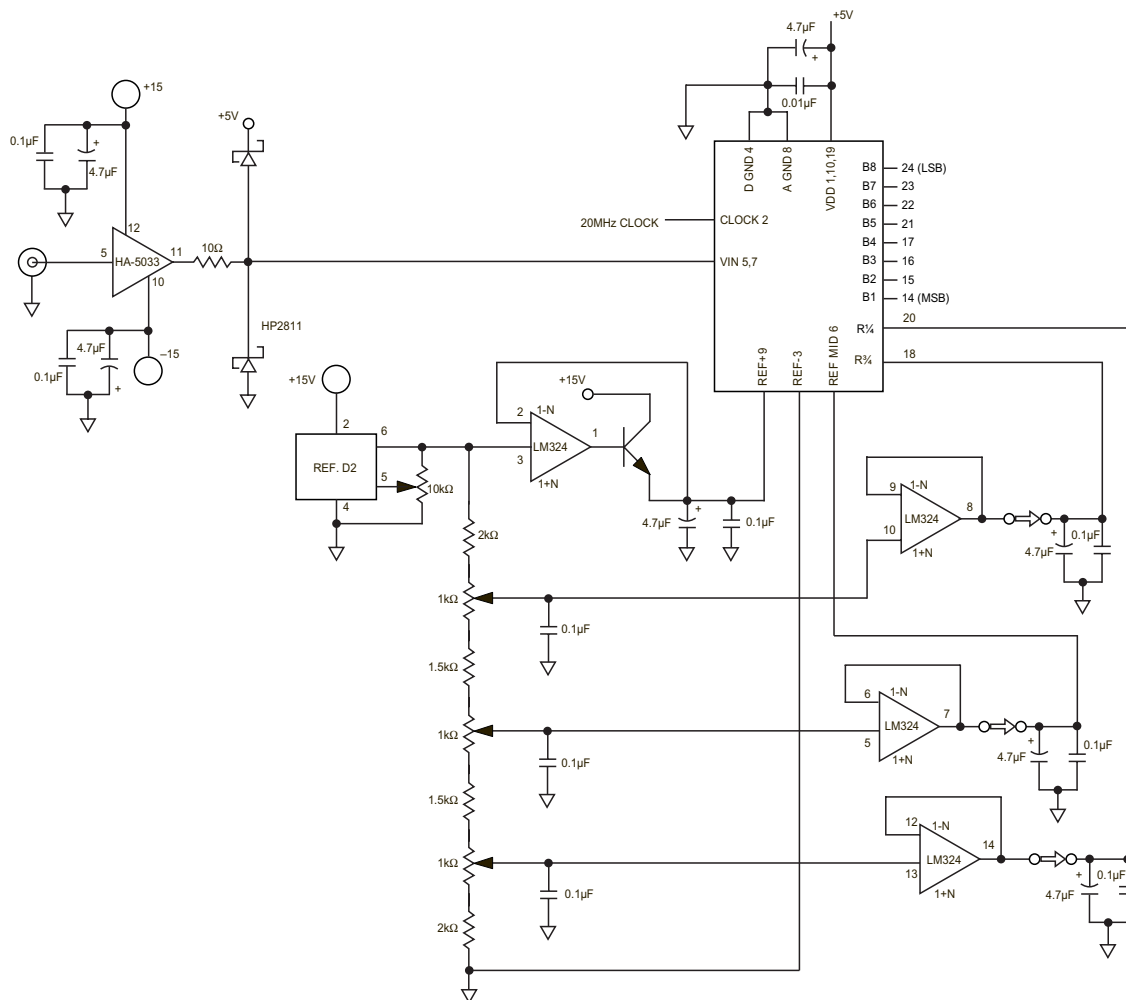 +5V
4.7µF
+
0.01µF
+15
0.1µF
+
4.7µF
+5V
D GND 4
A GND 8
VDD 1,10,19
B8 24 (LSB)
B7 23
B6 22
B5 21
B4 17
B3 16
B2 15
B1 14 (MSB)
R¼ 20
R¾ 18
20MHz CLOCK
CLOCK 2
VIN 5,7
REF+9
REF-3
REF MID 6
12
5
HA-5033
11
10Ω
10
4.7µF
0.1µF
+
–15
HP2811
+15V
2
REF. D2
6
5
4
10kΩ
+15V
2
1-N
LM324
1
3
1+N
4.7µF
+
0.1µF
2kΩ
1kΩ
0.1µF
1.5kΩ
1kΩ
0.1µF
1.5kΩ
1kΩ
0.1µF
2kΩ
9
1-N
LM324
8
10
1+N
+
4.7µF
0.1µF
6
1-N
LM324
7
5
1+N
+
4.7µF
0.1µF
12
1-N
LM324
14
13
1+N
+
4.7µF
0.1µF